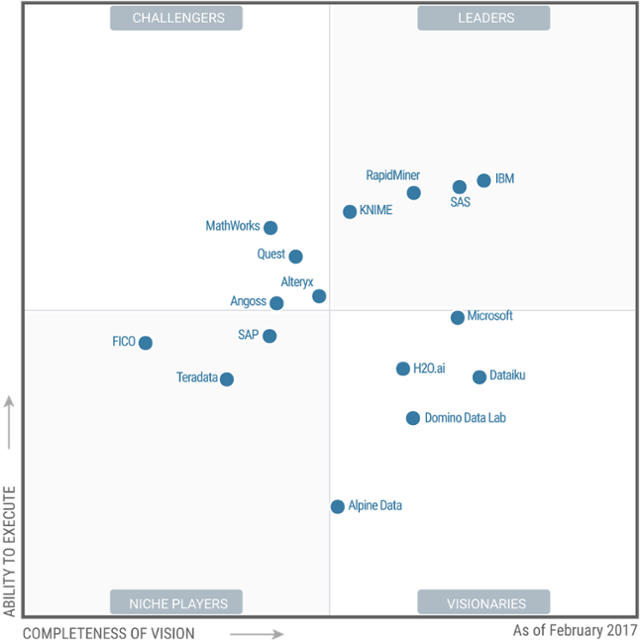 CHALLENGERS
LEADERS
RapidMiner
IBM
SAS
KNIME
MathWorks
Quest
Alteryx
Angoss
Microsoft
SAP
FICO
H2O.ai
Dataiku
Teradata
Domino Data Lab
Alpine Data
NICHE PLAYERS
VISIONARIES
ABILITY TO EXECUTE
COMPLETENESS OF VISION
As of February 2017